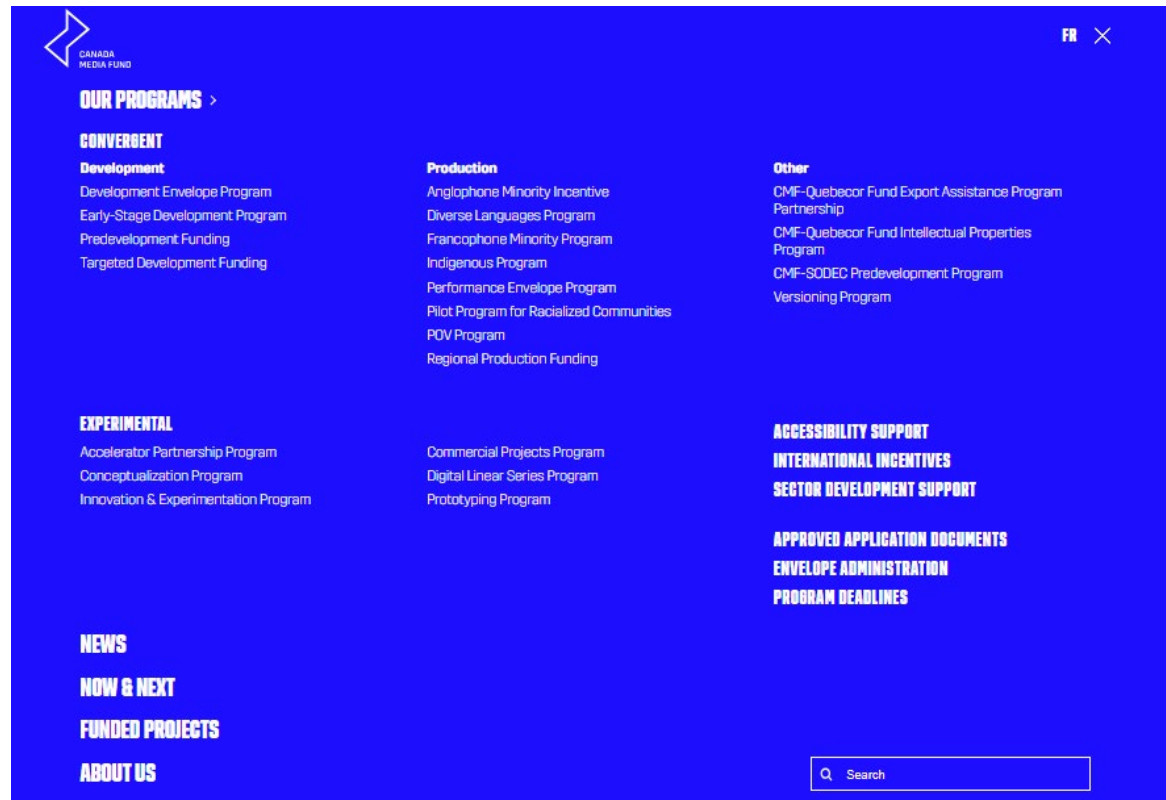 CANADA
MEDIA FUND
FR
OUR PROGRAMS >
CONVERGENT
Development
Development Envelope Program
Early-Stage Development Program
Predevelopment Funding
Targeted Development Funding
Production
Anglophone Minority Incentive
Diverse Languages Program
Francophone Minority Program
Indigenous Program
Performance Envelope Program
Pilot Program for Racialized Communities
POV Program
Regional Production Funding
Other
CMF-Quebecor Fund Export Assistance Program
Partnership
CMF-Quebecor Fund Intellectual Properties
Program
CMF-SODEC Predevelopment Program
Versioning Program
EXPERIMENTAL
Accelerator Partnership Program
Conceptualization Program
Innovation & Experimentation Program
Commercial Projects Program
Digital Linear Series Program
Prototyping Program
ACCESSIBILITY SUPPORT
INTERNATIONAL INCENTIVES
SECTOR DEVELOPMENT SUPPORT
APPROVED APPLICATION DOCUMENTS
ENVELOPE ADMINISTRATION
PROGRAM DEADLINES
NEWS
NOW & NEXT
FUNDED PROJECTS
ABOUT US
Search